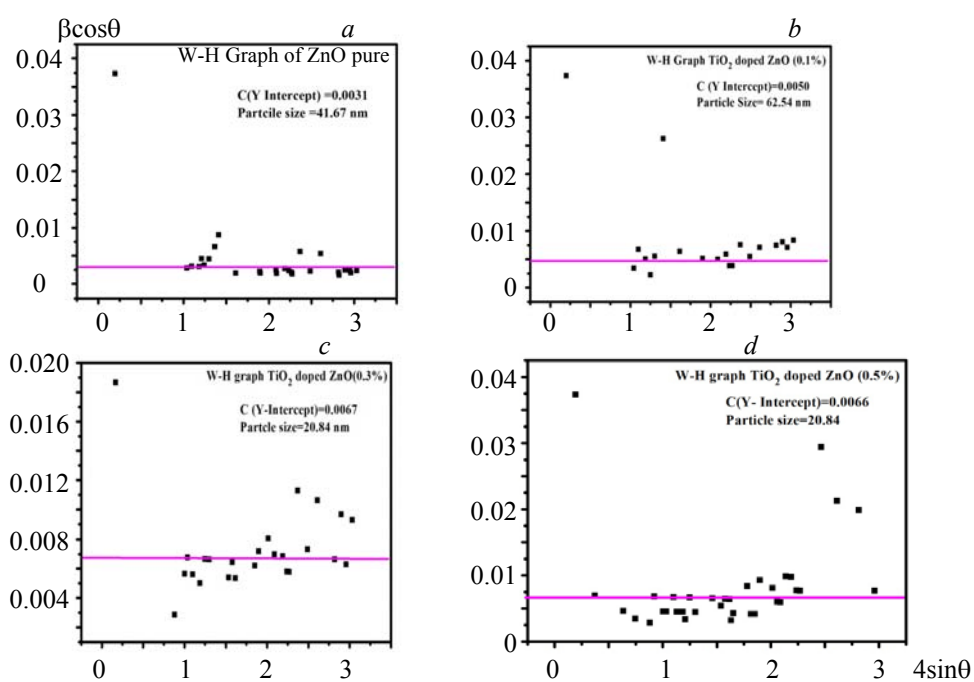 βcosθ
a
W-H Graph of ZnO pure
C(Y Intercept) =0.0031
Partcile size =41.67 nm
0.04
0.03
0.02
0.01
0
0 1 2 3
b
W-H Graph TiO2 doped ZnO (0.1%)
C (Y Intercept)=0.0050
Particle Size= 62.54 nm
0.04
0.03
0.02
0.01
0
0 1 2 3
c
W-H graph TiO2 doped ZnO(0.3%)
C (Y-Intercept)=0.0067
Partcle size=20.84 nm
0.020
0.016
0.012
0.008
0.004
0 1 2 3
d
W-H graph TiO2 doped ZnO (0.5%)
C(Y- Intercept)=0.0066
Particle size=20.84
0.04
0.03
0.02
0.01
0
0 1 2 3 4sinθ